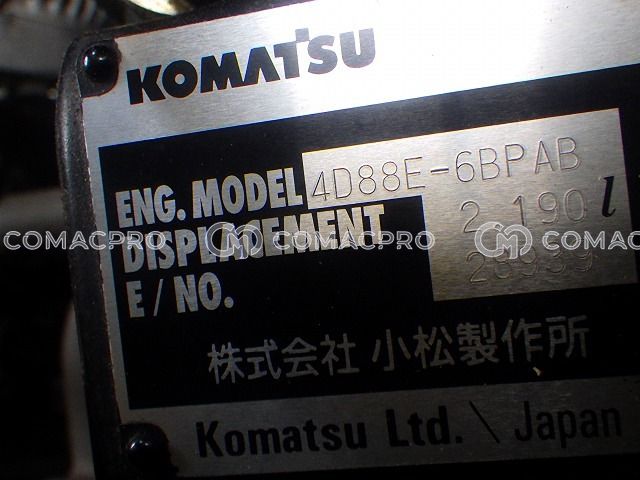 KOMATSU
ENG. MODEL 4D88E-6BPAB
DISPLACEMENT 2.190 l
COMACPRO COMACPRO COMACPRO
E/NO.
株式会社 小松製作所
Komatsu Ltd. \ Japan